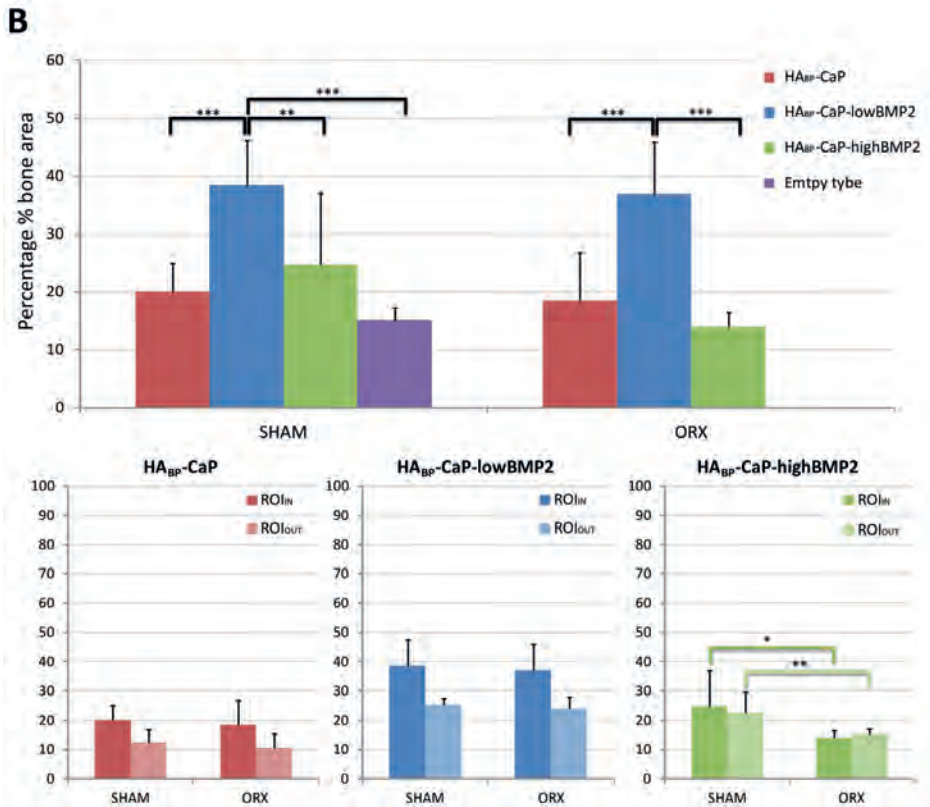 B
Percentage % bone area
60
50
40
30
20
10
0
***
**
***
***
***
SHAM
ORX
HABP-CaP
HABP-CaP-lowBMP2
HABP-CaP-highBMP2
Emtpy tybe
HABP-CaP
100
90
80
70
60
50
40
30
20
10
0
ROIIN
ROIOUT
SHAM
ORX
HABP-CaP-lowBMP2
100
90
80
70
60
50
40
30
20
10
0
ROIIN
ROIOUT
SHAM
ORX
HABP-CaP-highBMP2
100
90
80
70
60
50
40
30
20
10
0
ROIIN
ROIOUT
*
**
SHAM
ORX